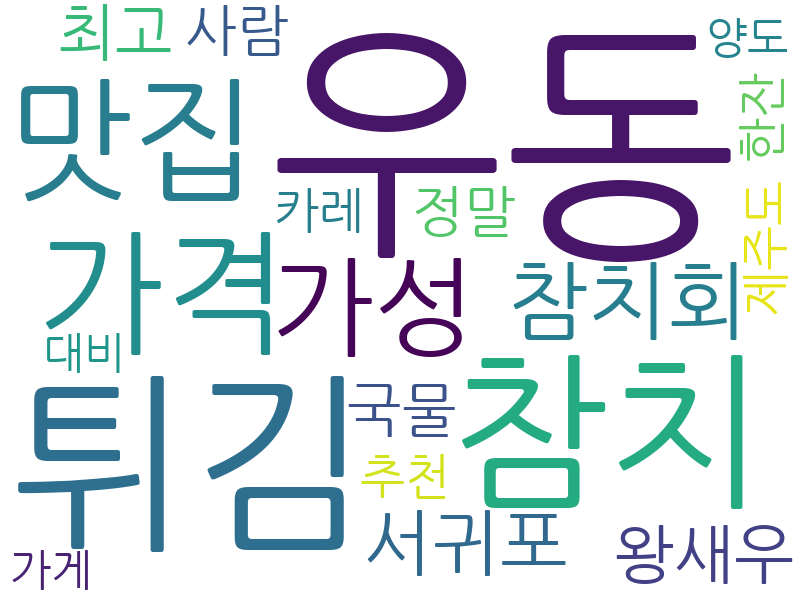 최고 사람 우동 양도
맛집 한잔
카레 정말 제주도
가격 가성 참치회
대비
튀김 국물 참치
추천
가게 서귀포 왕새우